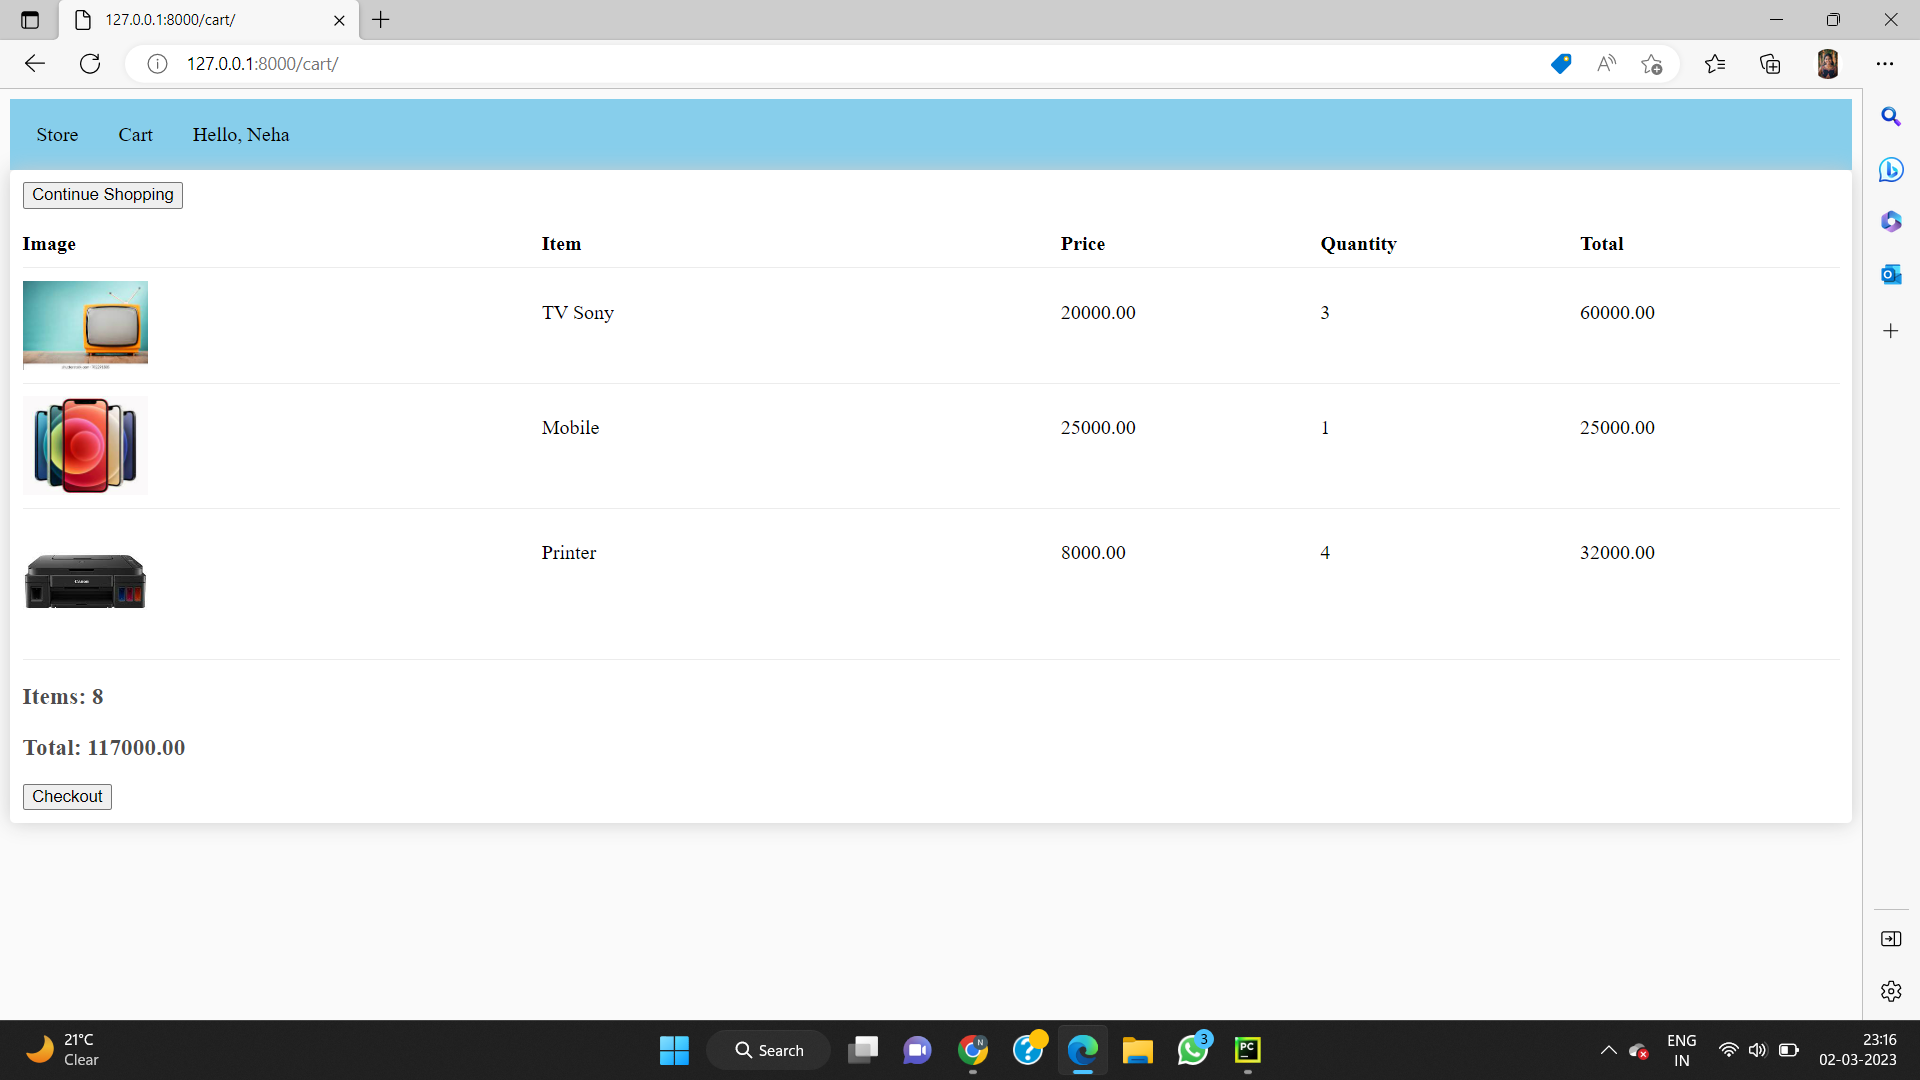 127.0.0.1:8000/cart/
127.0.0.1:8000/cart/
Store Cart Hello, Neha
Continue Shopping
Image Item Price Quantity Total
TV Sony 20000.00 3 60000.00
Mobile 25000.00 1 25000.00
Canon
Printer 8000.00 4 32000.00
Items: 8
Total: 117000.00
Checkout
21°C
Clear
Search
N
3
PC
ENG
IN
23:16
02-03-2023